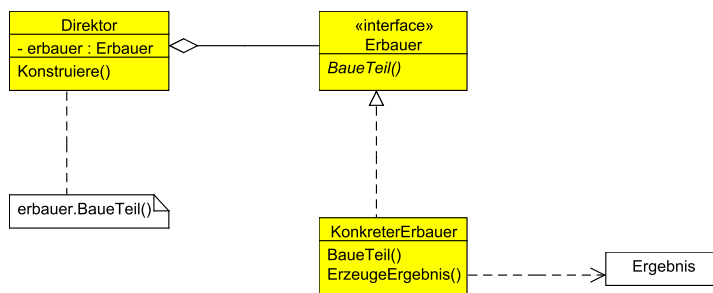 Direktor
- erbauer : Erbauer
Konstruiere()
«interface»
Erbauer
BaueTeil()
erbauer.BaueTeil()
KonkreterErbauer
BaueTeil()
ErzeugeErgebnis()
Ergebnis